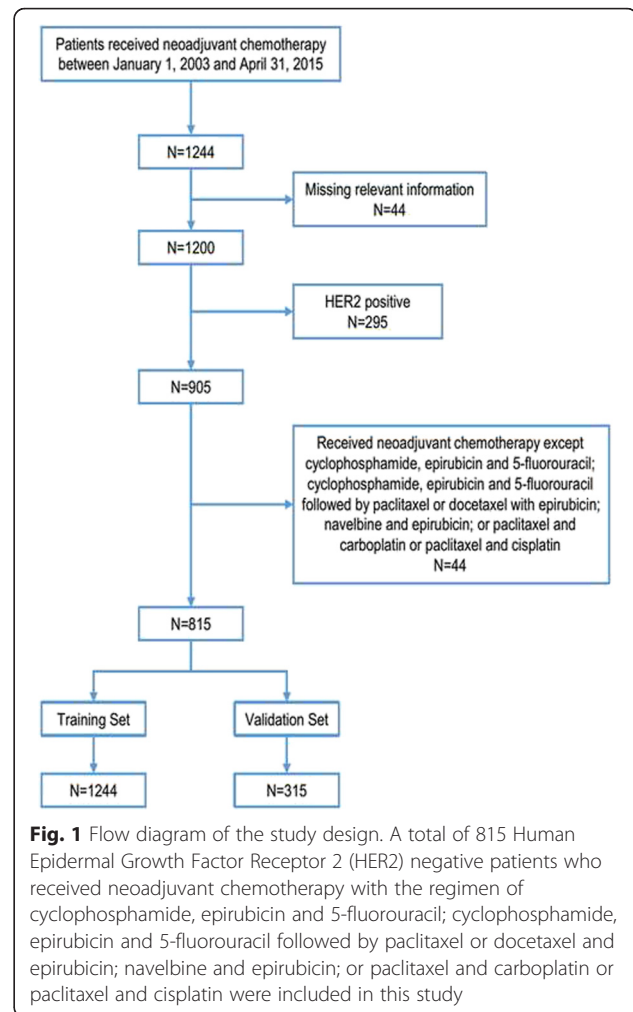 Patients received neoadjuvant chemotherapy
between January 1, 2003 and April 31, 2015
N=1244
Missing relevant information
N=44
N=1200
HER2 positive
N=295
N=905
Received neoadjuvant chemotherapy except
cyclophosphamide, epirubicin and 5-fluorouracil;
cyclophosphamide, epirubicin and 5-fluorouracil
followed by paclitaxel or docetaxel with epirubicin;
navelbine and epirubicin; or paclitaxel and
carboplatin or paclitaxel and cisplatin
N=44
N=815
Training Set
Validation Set
N=1244
N=315
Fig. 1 Flow diagram of the study design. A total of 815 Human
Epidermal Growth Factor Receptor 2 (HER2) negative patients who
received neoadjuvant chemotherapy with the regimen of
cyclophosphamide, epirubicin and 5-fluorouracil; cyclophosphamide,
epirubicin and 5-fluorouracil followed by paclitaxel or docetaxel and
epirubicin; navelbine and epirubicin; or paclitaxel and carboplatin or
paclitaxel and cisplatin were included in this study